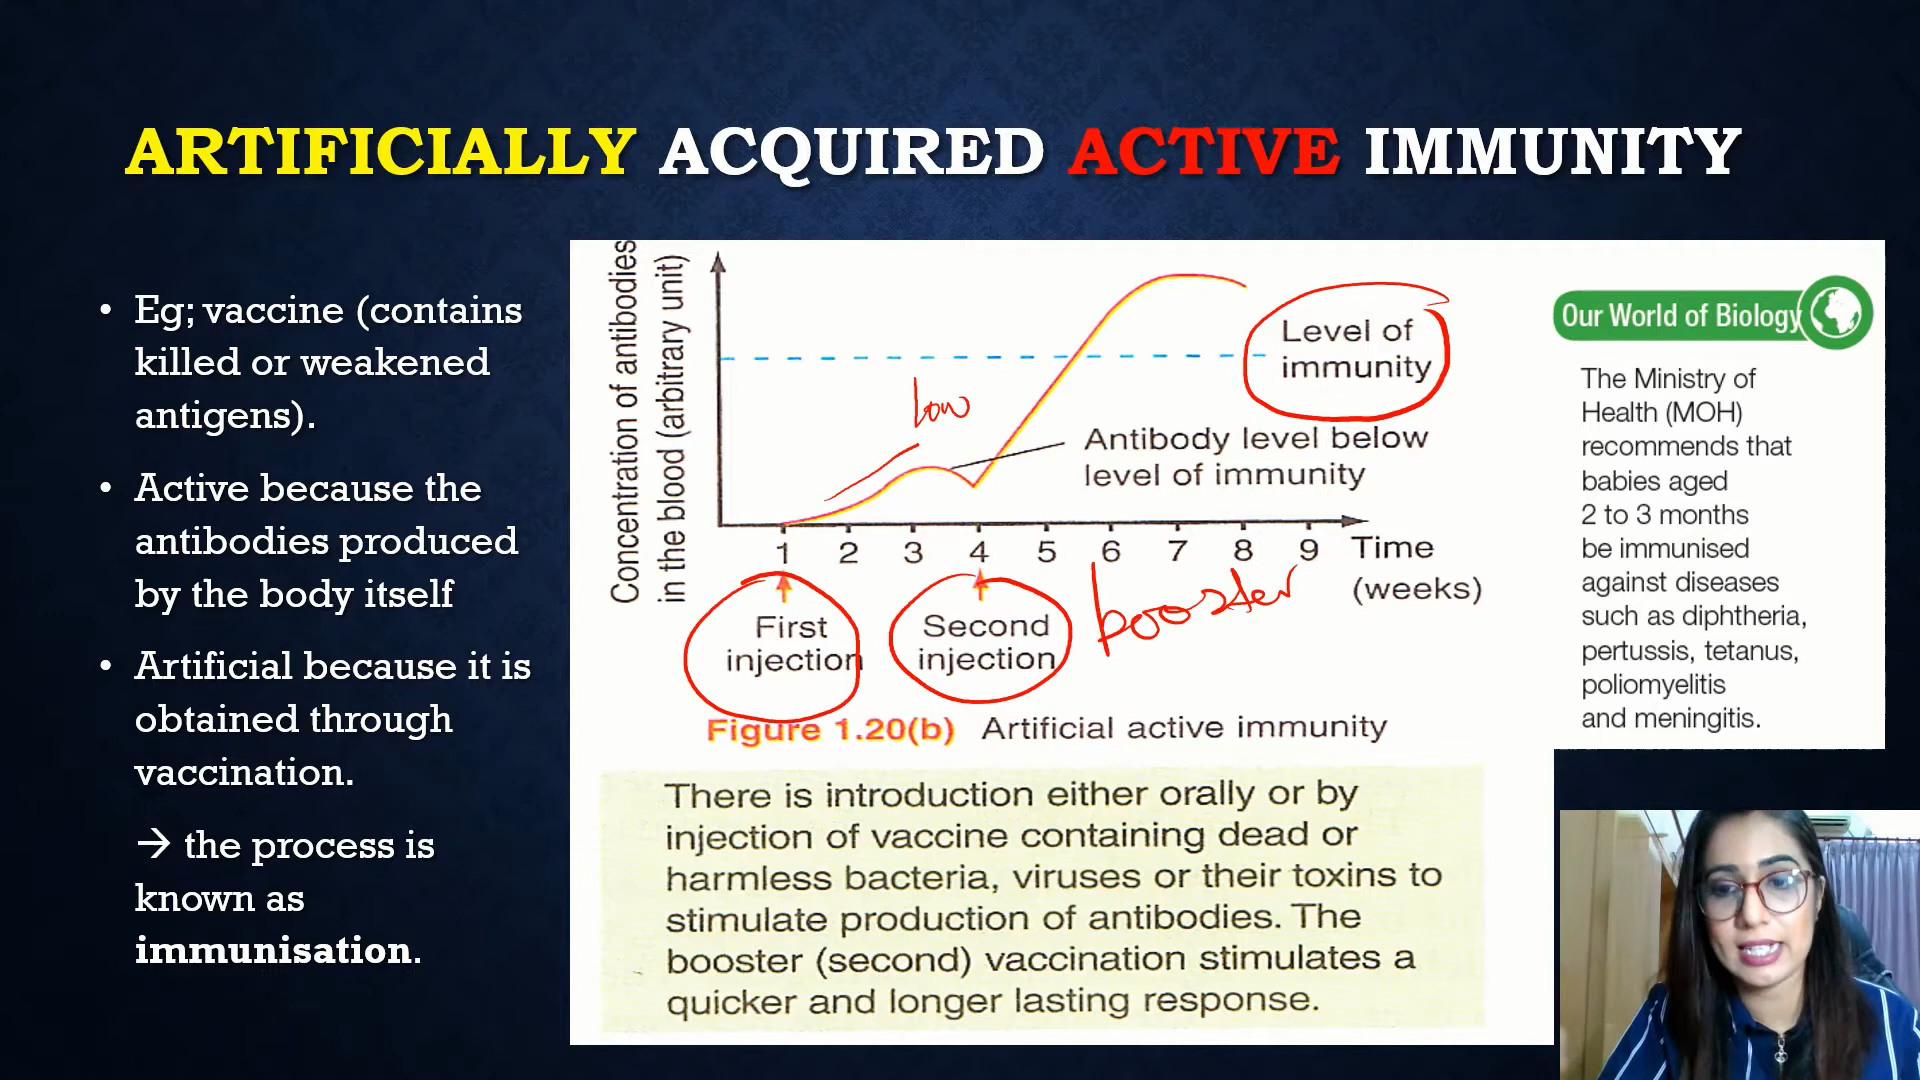 ARTIFICIALLY ACQUIRED ACTIVE IMMUNITY
• Eg; vaccine (contains
killed or weakened
antigens).
• Active because the
antibodies produced
by the body itself
• Artificial because it is
obtained through
vaccination.
→ the process is
known as
immunisation.
Concentration of antibodies
in the blood (arbitrary unit)
Level of
immunity
low
Antibody level below
level of immunity
1 2 3 4 5 6 7 8 9 Time
(weeks)
First
injection
Second
injection
booster
Figure 1.20(b) Artificial active immunity
There is introduction either orally or by
injection of vaccine containing dead or
harmless bacteria, viruses or their toxins to
stimulate production of antibodies. The
booster (second) vaccination stimulates a
quicker and longer lasting response.
Our World of Biology
The Ministry of
Health (MOH)
recommends that
babies aged
2 to 3 months
be immunised
against diseases
such as diphtheria,
pertussis, tetanus,
poliomyelitis
and meningitis.